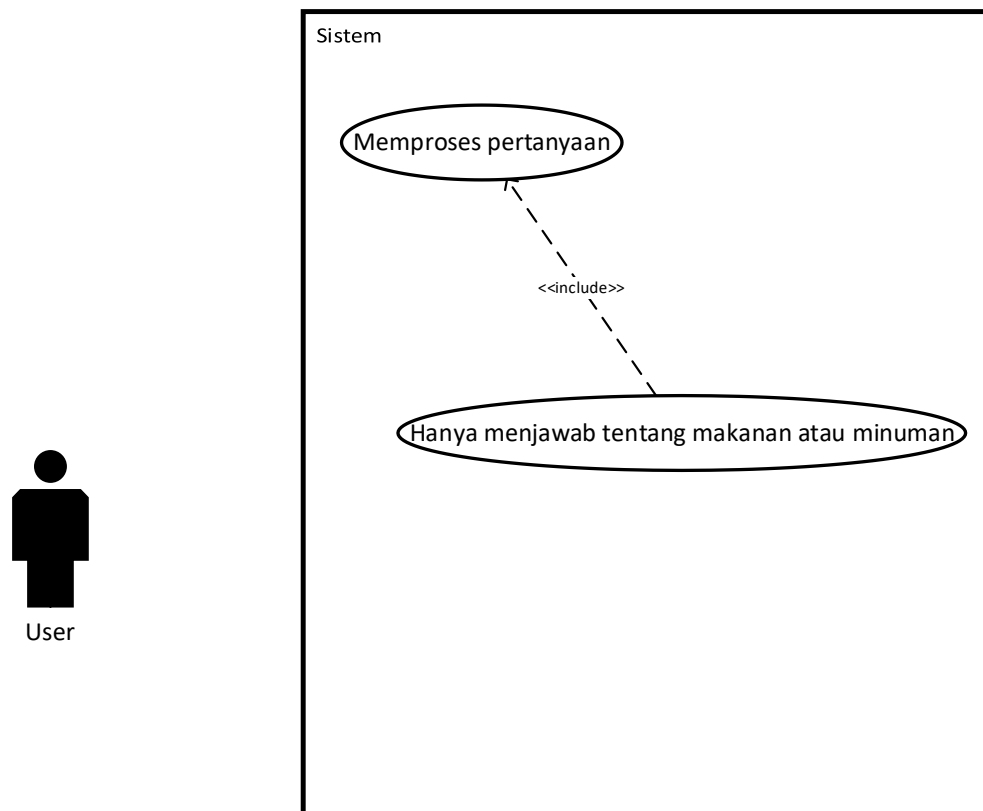 Sistem
Memproses pertanyaan
<<include>>
Hanya menjawab tentang makanan atau minuman
User